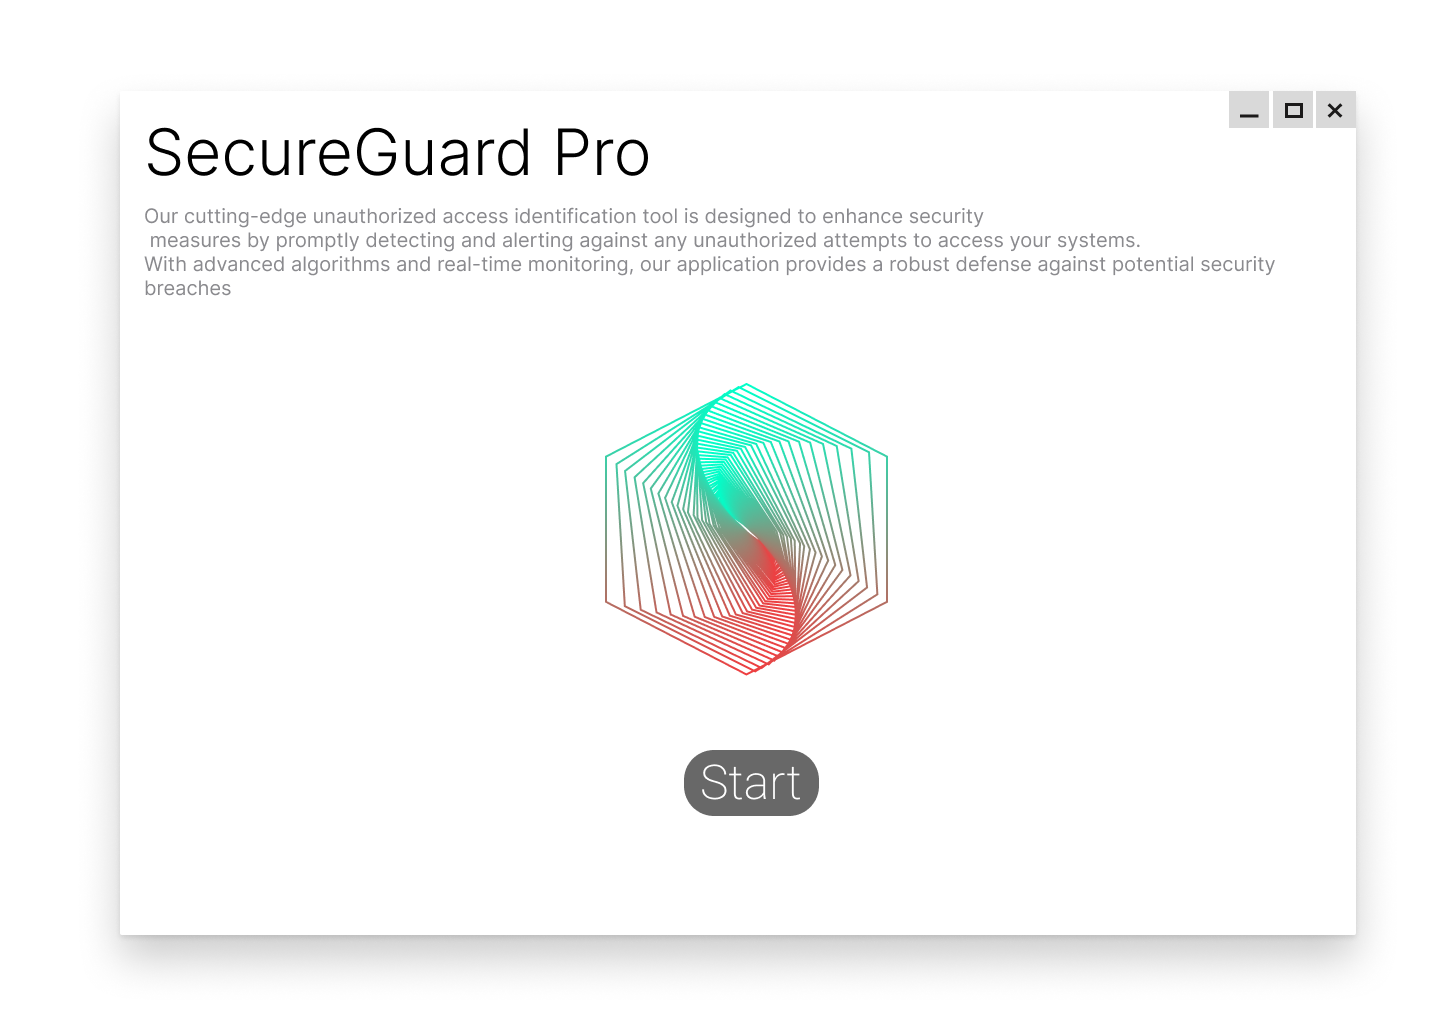 SecureGuard Pro
Our cutting-edge unauthorized access identification tool is designed to enhance security
measures by promptly detecting and alerting against any unauthorized attempts to access your systems.
With advanced algorithms and real-time monitoring, our application provides a robust defense against potential security
breaches
Start